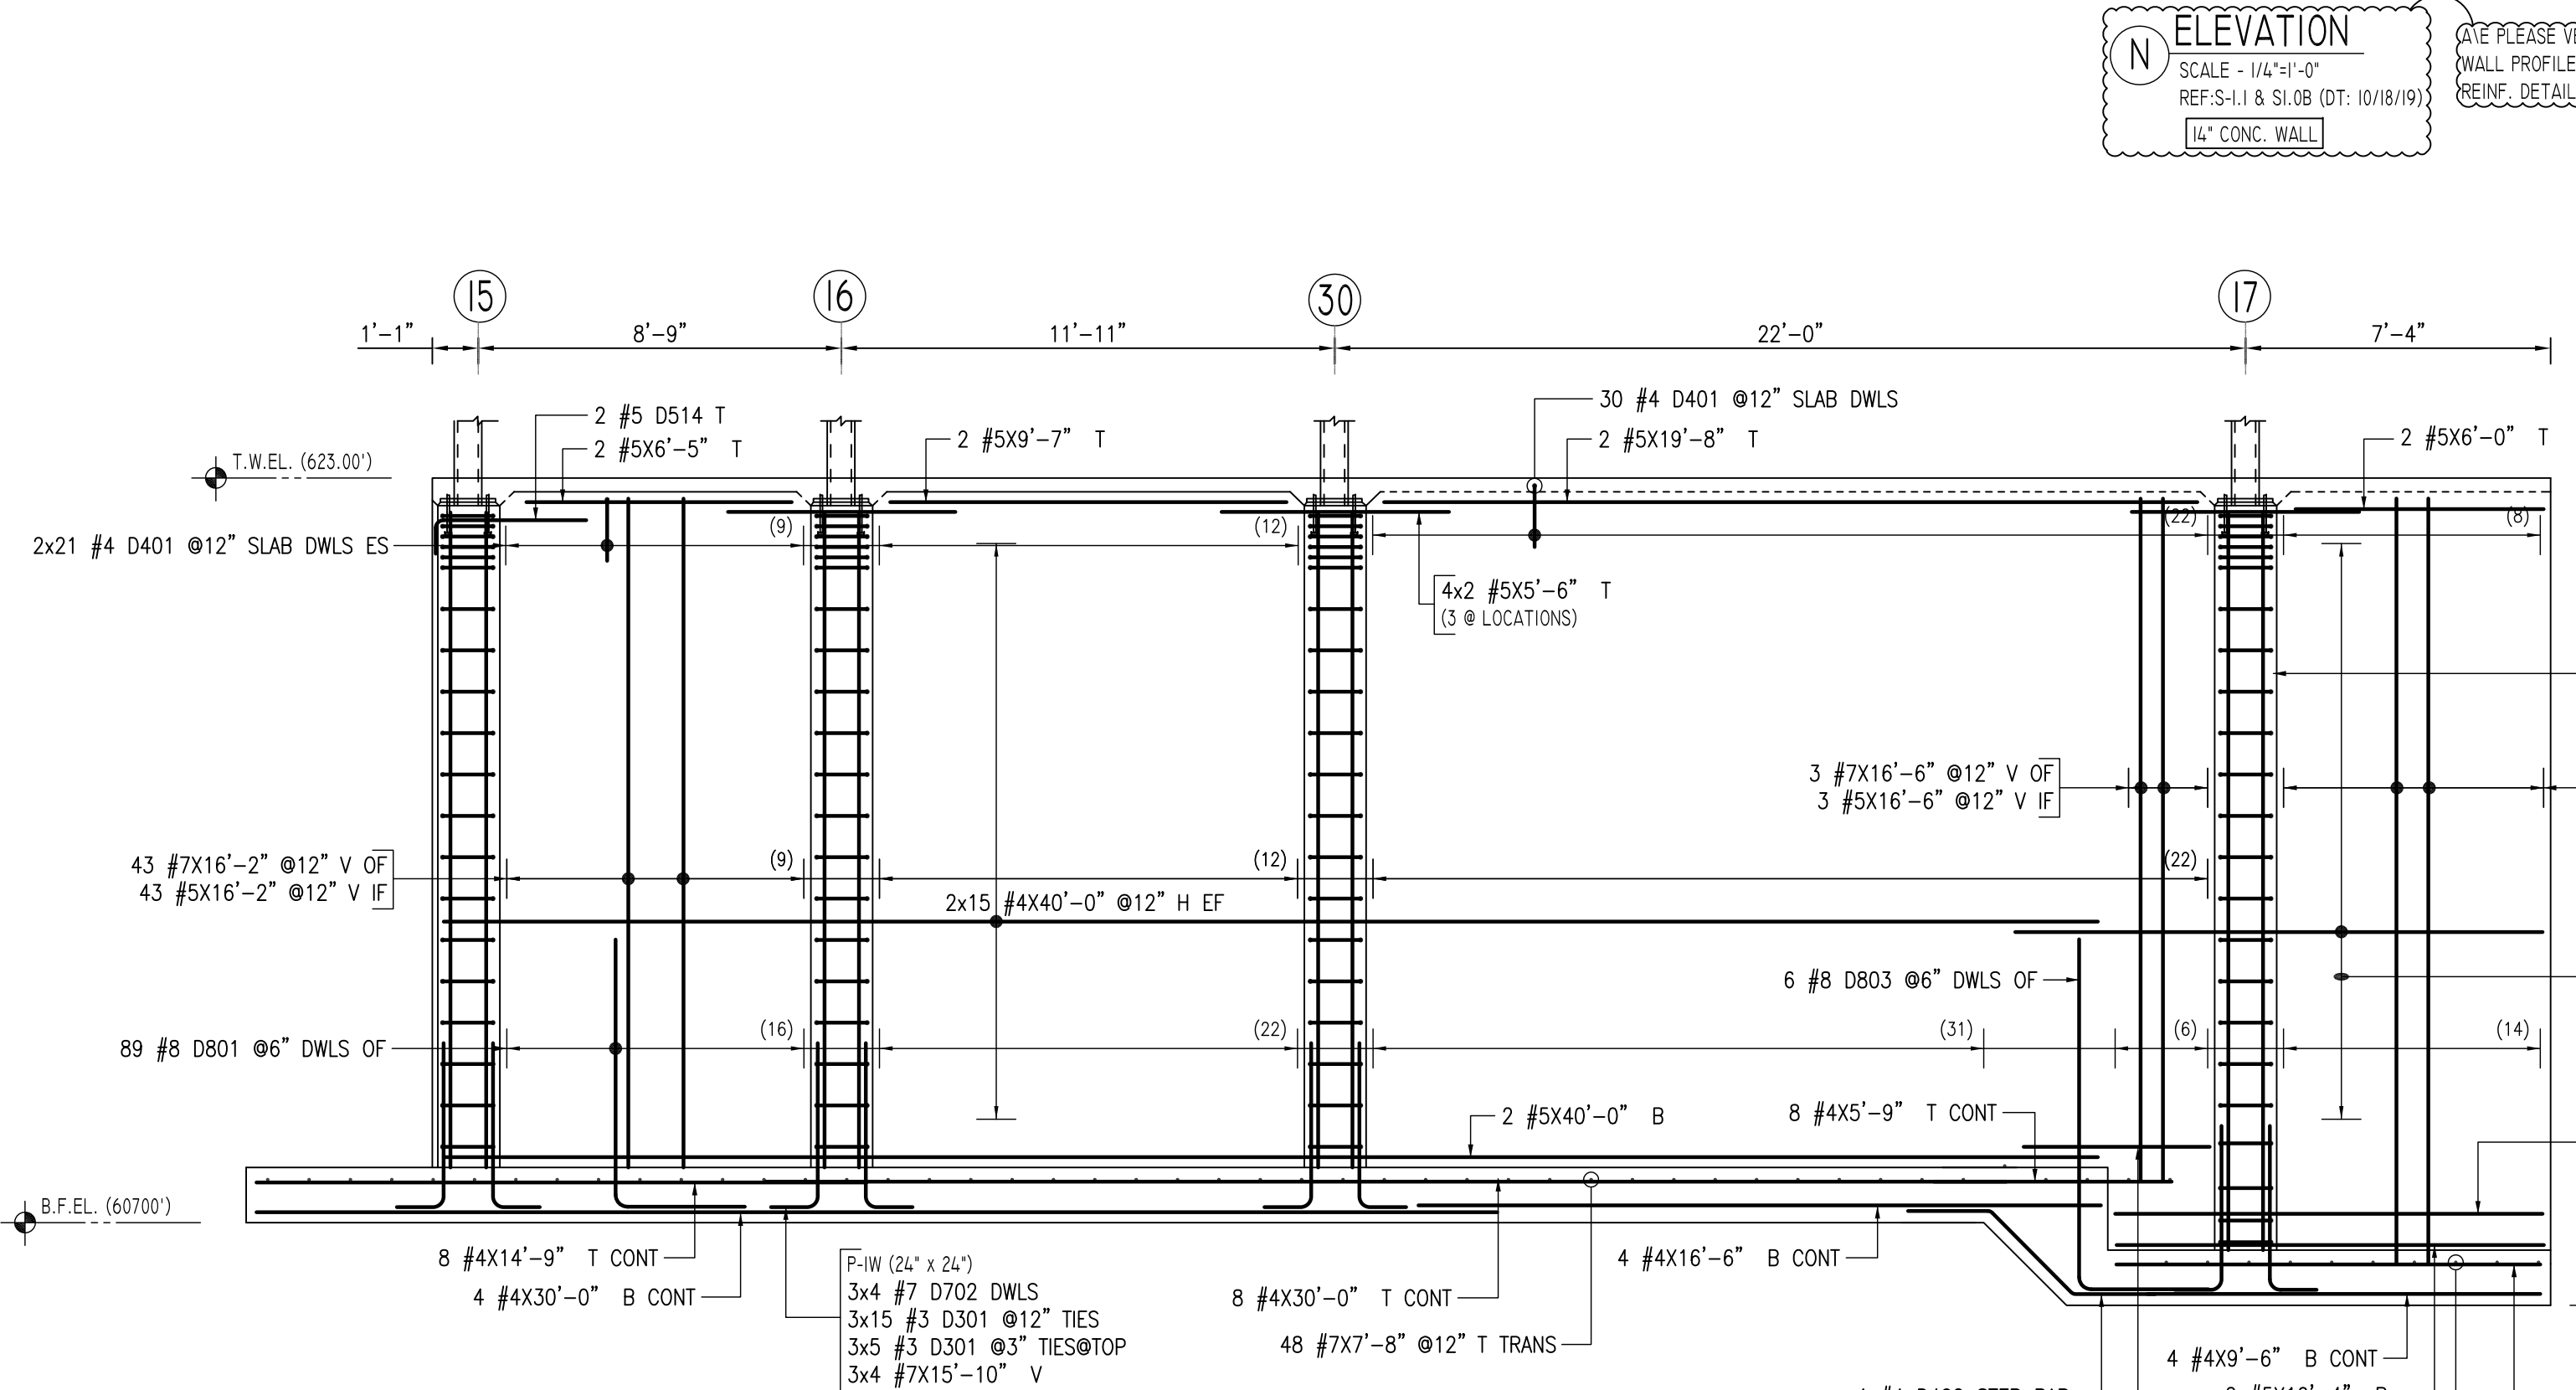 N
ELEVATION
SCALE - 1/4"=1'-0"
REF:S-1.1 & S1.0B (DT: 10/18/19)
14" CONC. WALL
A\E PLEASE
WALL PROFILE
REINF. DETAIL
15
16
30
17
1'-1"
8'-9"
11'-11"
22'-0"
7'-4"
2 #5 D514 T
2 #5X6'-5" T
2 #5X9'-7" T
30 #4 D401 @12" SLAB DWLS
2 #5X19'-8" T
2 #5X6'-0" T
T.W.EL. (623.00')
2x21 #4 D401 @12" SLAB DWLS ES
(9)
(12)
(22)
(8)
4x2 #5X5'-6" T
(3 @ LOCATIONS)
3 #7X16'-6" @12" V OF
3 #5X16'-6" @12" V IF
43 #7X16'-2" @12" V OF
43 #5X16'-2" @12" V IF
(9)
(12)
(22)
2x15 #4X40'-0" @12" H EF
6 #8 D803 @6" DWLS OF
89 #8 D801 @6" DWLS OF
(16)
(22)
(31)
(6)
(14)
2 #5X40'-0" B
8 #4X5'-9" T CONT
B.F.EL. (60700')
8 #4X14'-9" T CONT
4 #4X30'-0" B CONT
P-IW (24" x 24")
3x4 #7 D702 DWLS
3x15 #3 D301 @12" TIES
3x5 #3 D301 @3" TIES@TOP
3x4 #7X15'-10" V
8 #4X30'-0" T CONT
48 #7X7'-8" @12" T TRANS
4 #4X16'-6" B CONT
4 #4X9'-6" B CONT